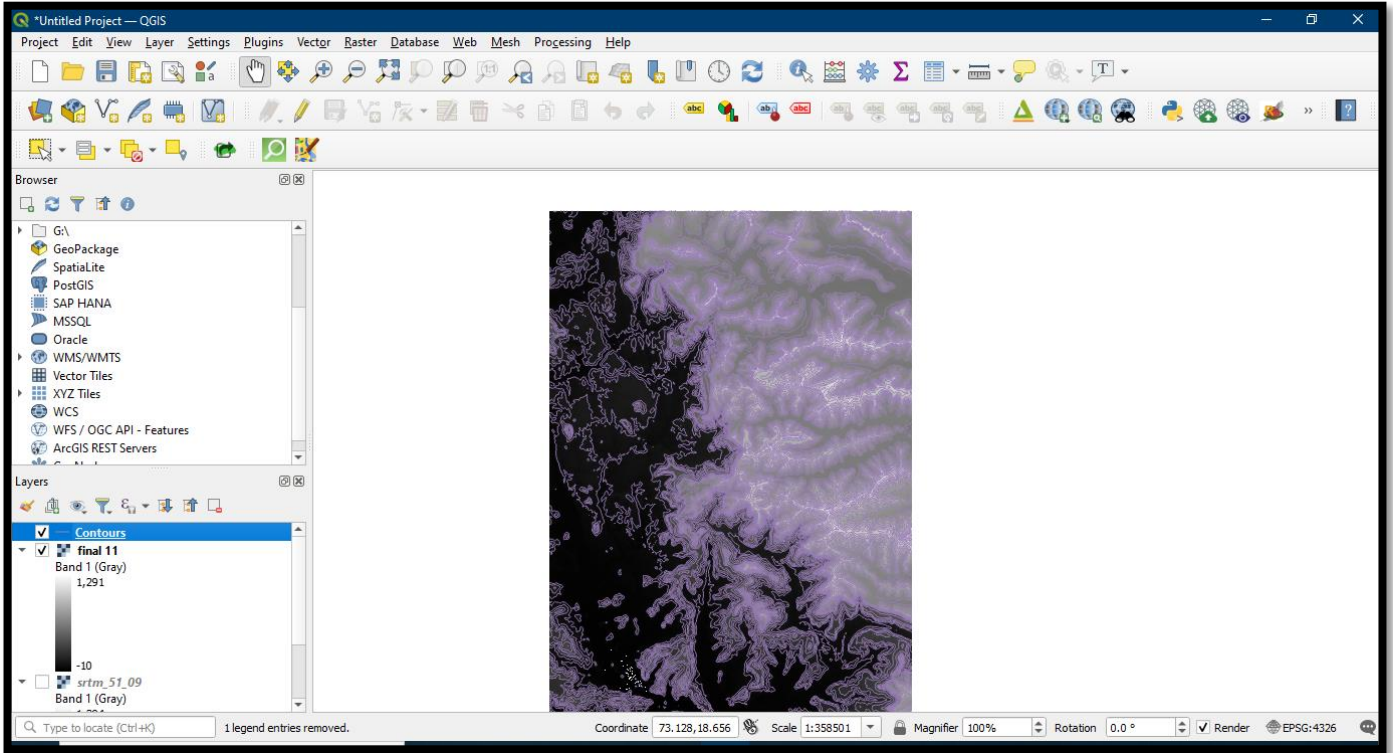 *Untitled Project — QGIS
Project Edit View Layer Settings Plugins Vector Raster Database Web Mesh Processing Help
abc
Browser
G:\
GeoPackage
SpatiaLite
PostGIS
SAP HANA
MSSQL
Oracle
WMS/WMTS
Vector Tiles
XYZ Tiles
WCS
WFS / OGC API - Features
ArcGIS REST Servers
Layers
Contours
final 11
Band 1 (Gray)
1,291
-10
srtm_51_09
Band 1 (Gray)
Type to locate (Ctrl+K) 1 legend entries removed. Coordinate 73.128,18.656 Scale 1:358501 Magnifier 100% Rotation 0.0 ° Render EPSG:4326